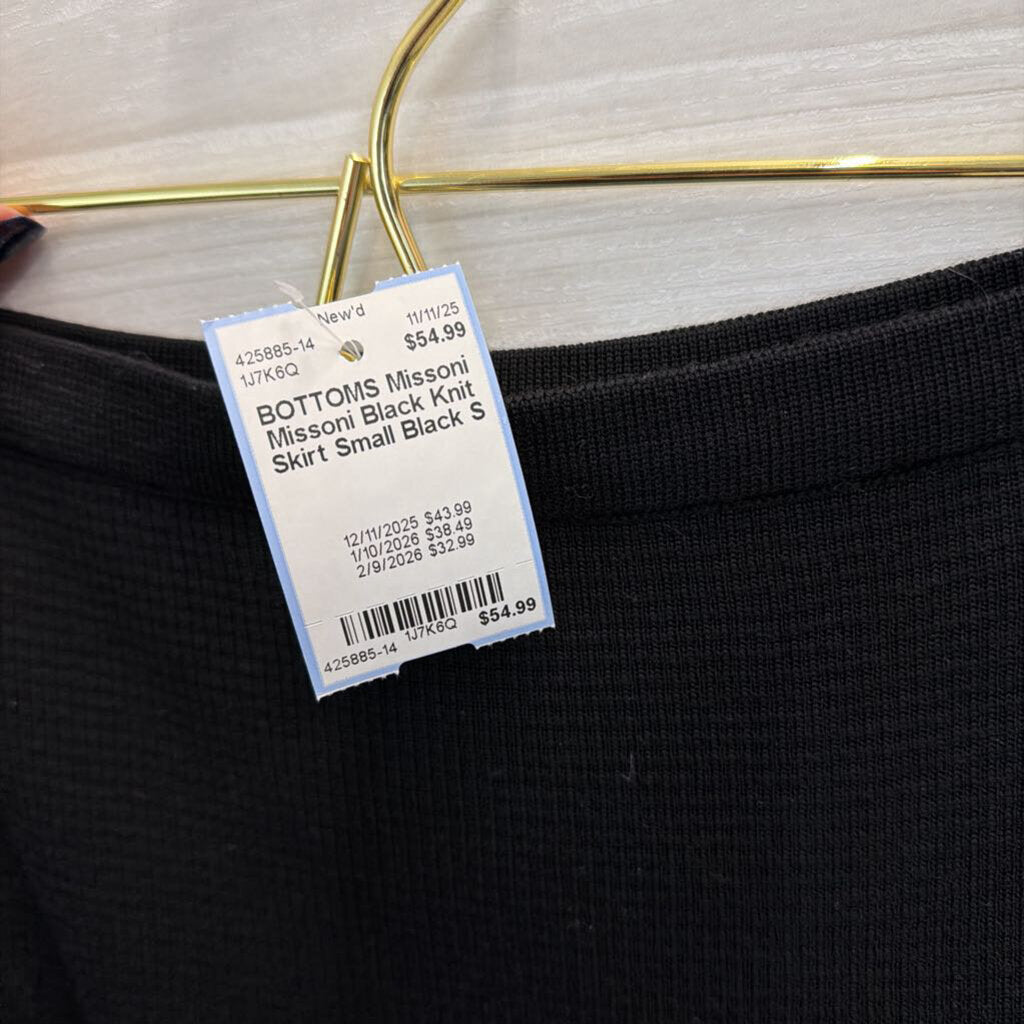 New'd 11/11/25
425885-14 $54.99
1J7K6Q
BOTTOMS Missoni
Missoni Black Knit
Skirt Small Black S
12/11/2025 $43.99
1/10/2026 $38.49
2/9/2026 $32.99
1J7K6Q $54.99
425885-14